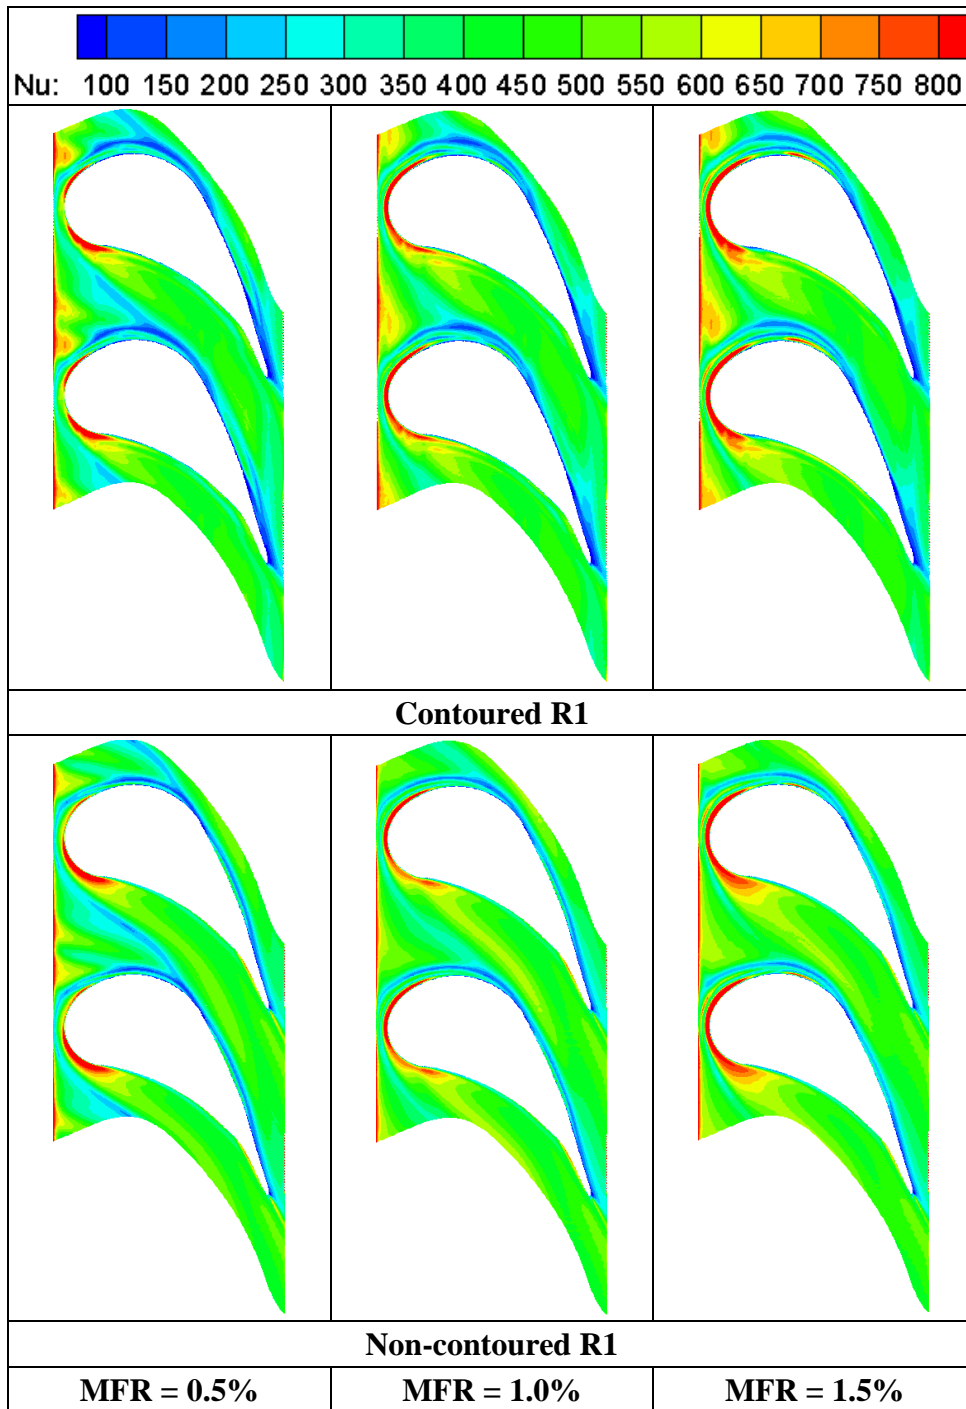 Nu: 100 150 200 250 300 350 400 450 500 550 600 650 700 750 800
Contoured R1
Non-contoured R1
MFR = 0.5% MFR = 1.0% MFR = 1.5%